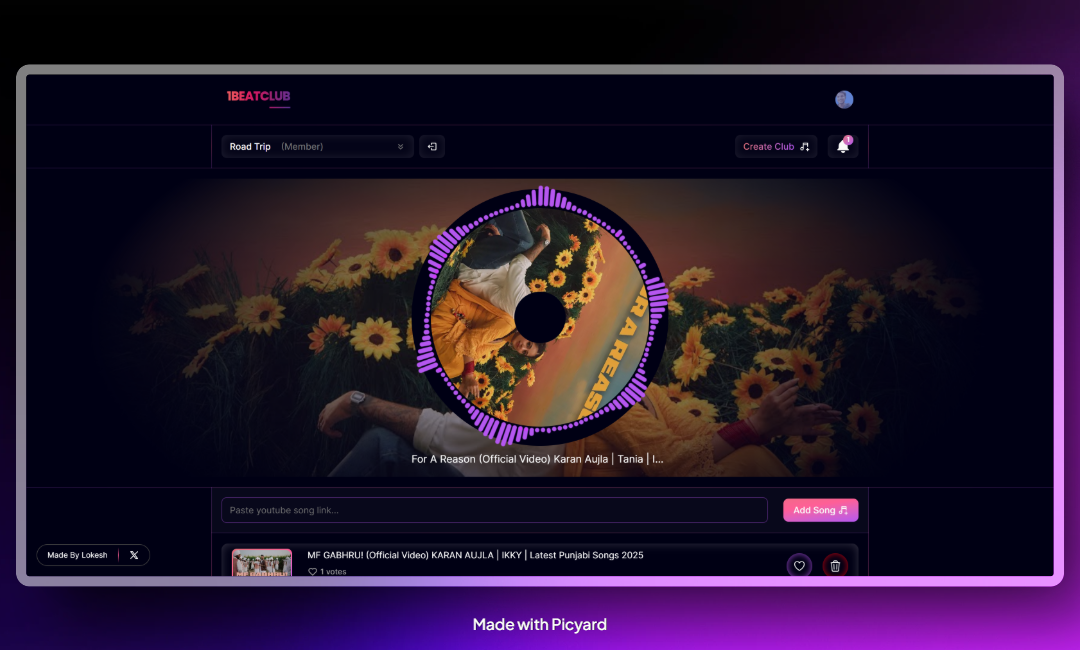 1BEATCLUB
Road Trip (Member)
Create Club
1
R A REAS
For A Reason (Official Video) Karan Aujla | Tania | I...
Paste youtube song link...
Add Song
Made By Lokesh | X
MF GABHRU! (Official Video) KARAN AUJLA | IKKY | Latest Punjabi Songs 2025
MF GABHRU
1 votes
Made with Picyard